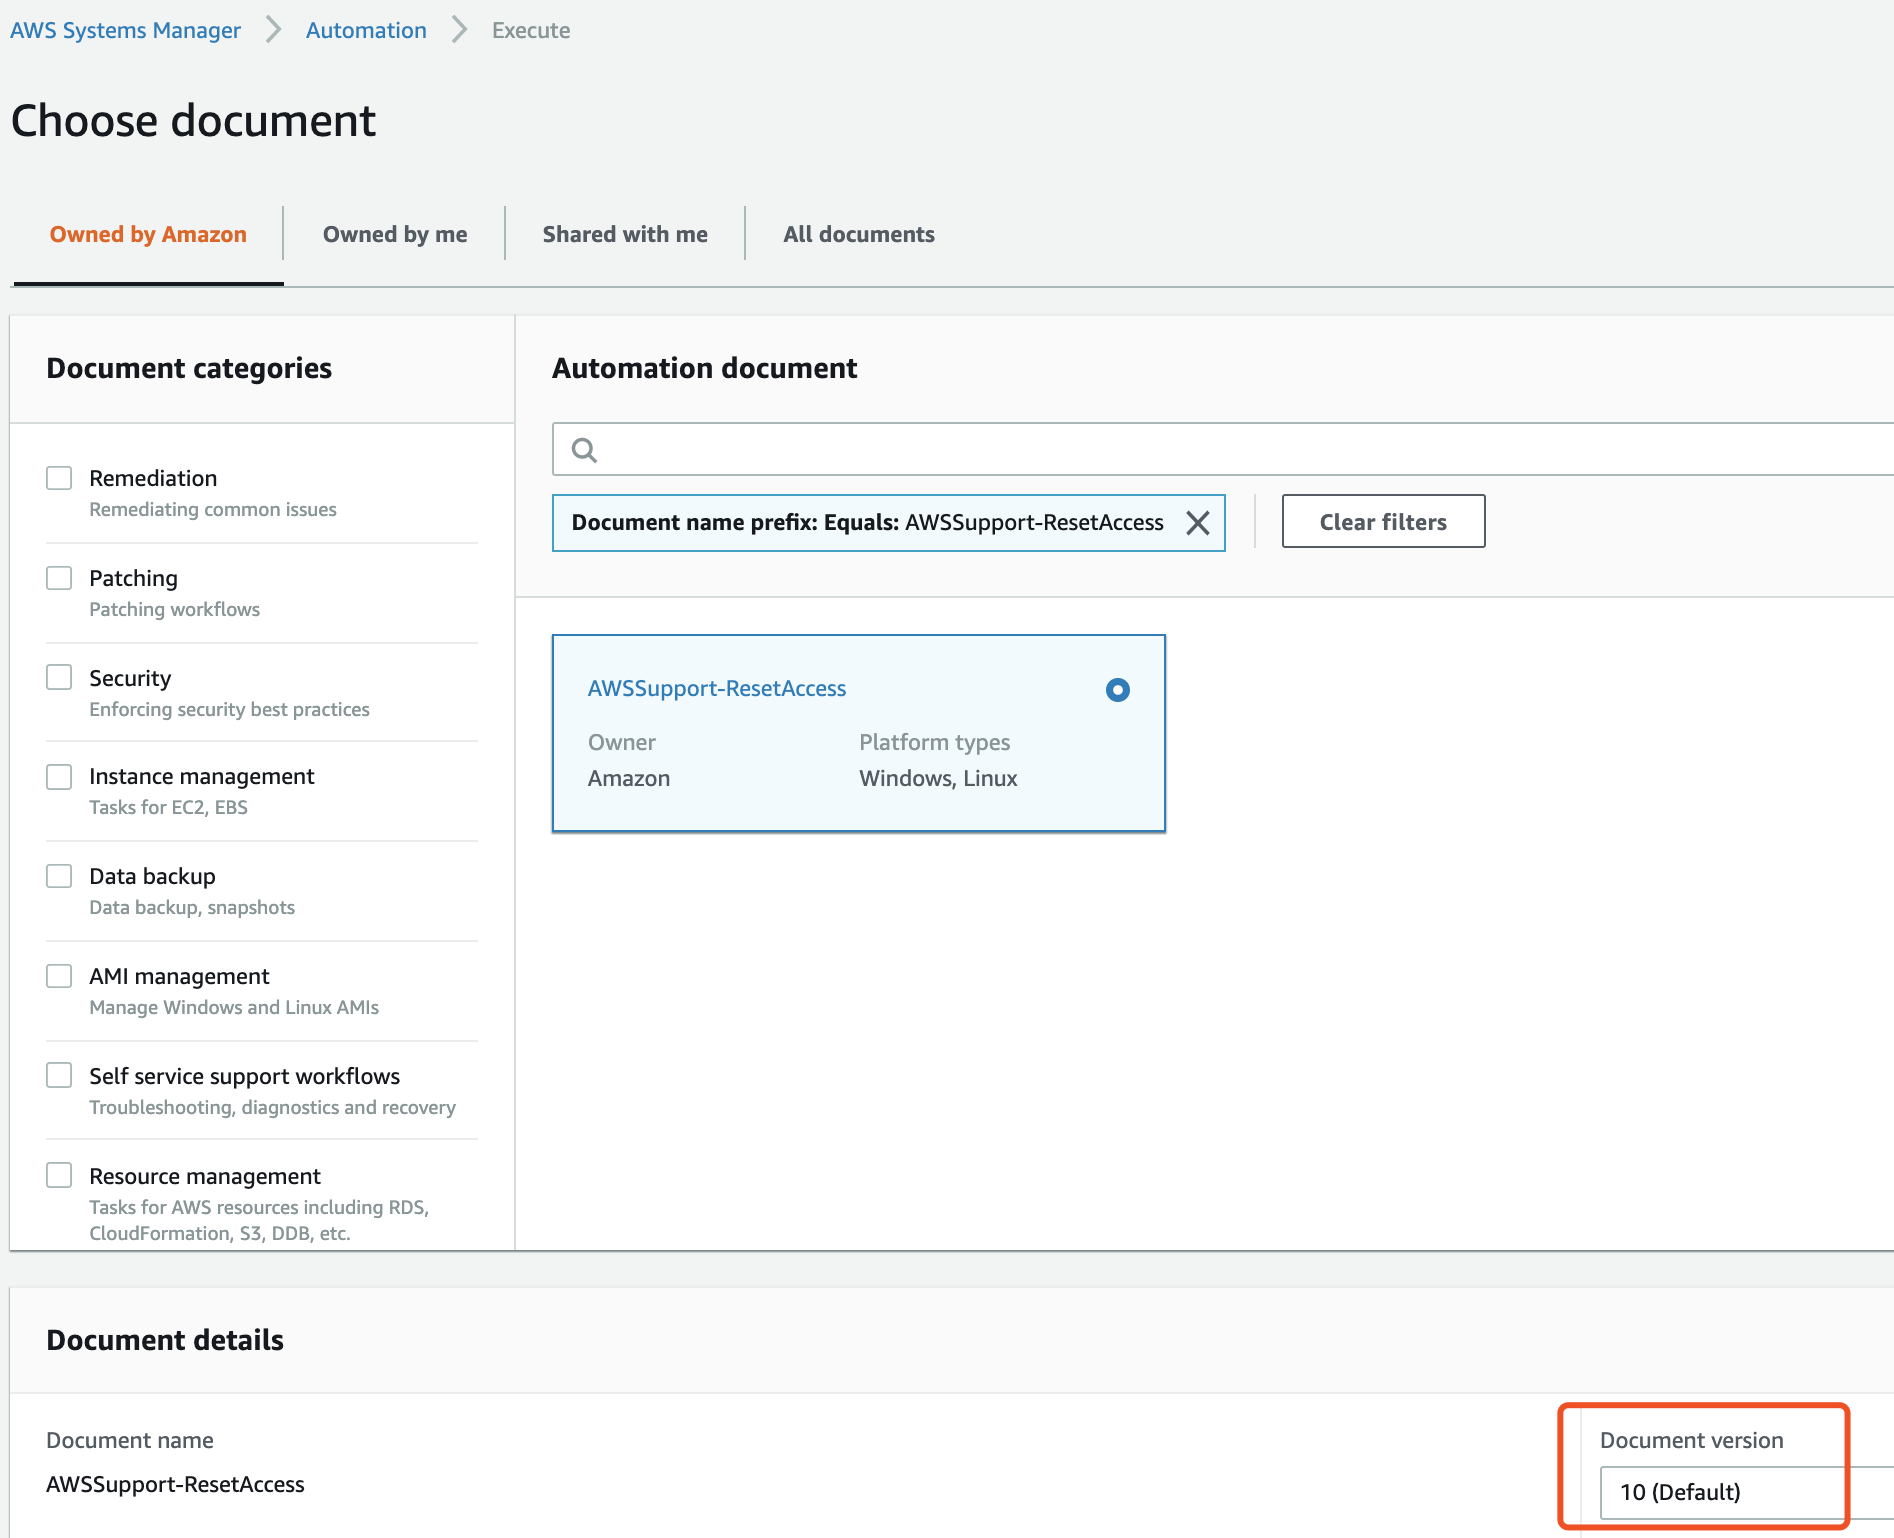 AWS Systems Manager > Automation > Execute
Choose document
Owned by Amazon
Owned by me
Shared with me
All documents
Document categories
Remediation
Remediating common issues
Patching
Patching workflows
Security
Enforcing security best practices
Instance management
Tasks for EC2, EBS
Data backup
Data backup, snapshots
AMI management
Manage Windows and Linux AMIs
Self service support workflows
Troubleshooting, diagnostics and recovery
Resource management
Tasks for AWS resources including RDS,
CloudFormation, S3, DDB, etc.
Automation document
Document name prefix: Equals: AWSSupport-ResetAccess
Clear filters
AWSSupport-ResetAccess
Owner
Amazon
Platform types
Windows, Linux
Document details
Document name
AWSSupport-ResetAccess
Document version
10 (Default)